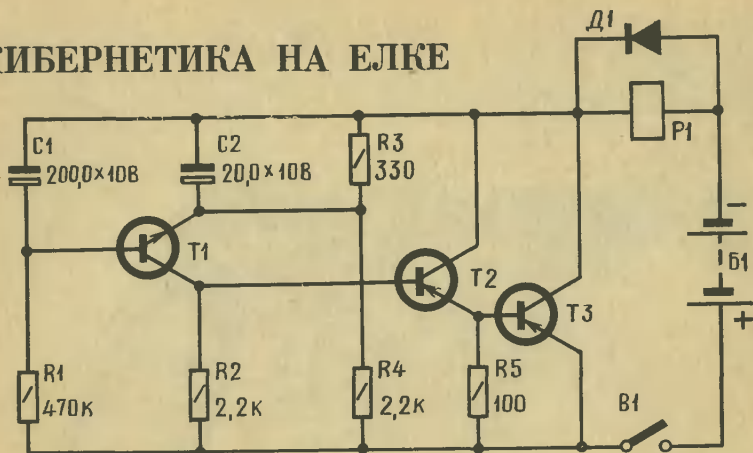 КИБЕРНЕТИКА НА ЕЛКЕ
Д1
C1
200,0×10В
C2
20,0×10В
R3
330
Р1
T1
T2
T3
–
Б1
+
R1
470к
R2
2,2к
R4
2,2к
R5
100
В1